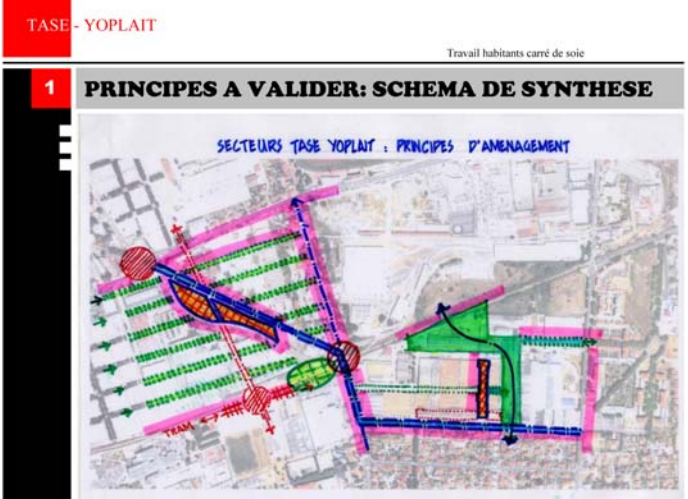 TASE - YOPLAIT
Travail habitants carré de soie
1 PRINCIPES A VALIDER: SCHEMA DE SYNTHESE
SECTEURS TASE YOPLAIT : PRINCIPES D'AMENAGEMENT
TRAM